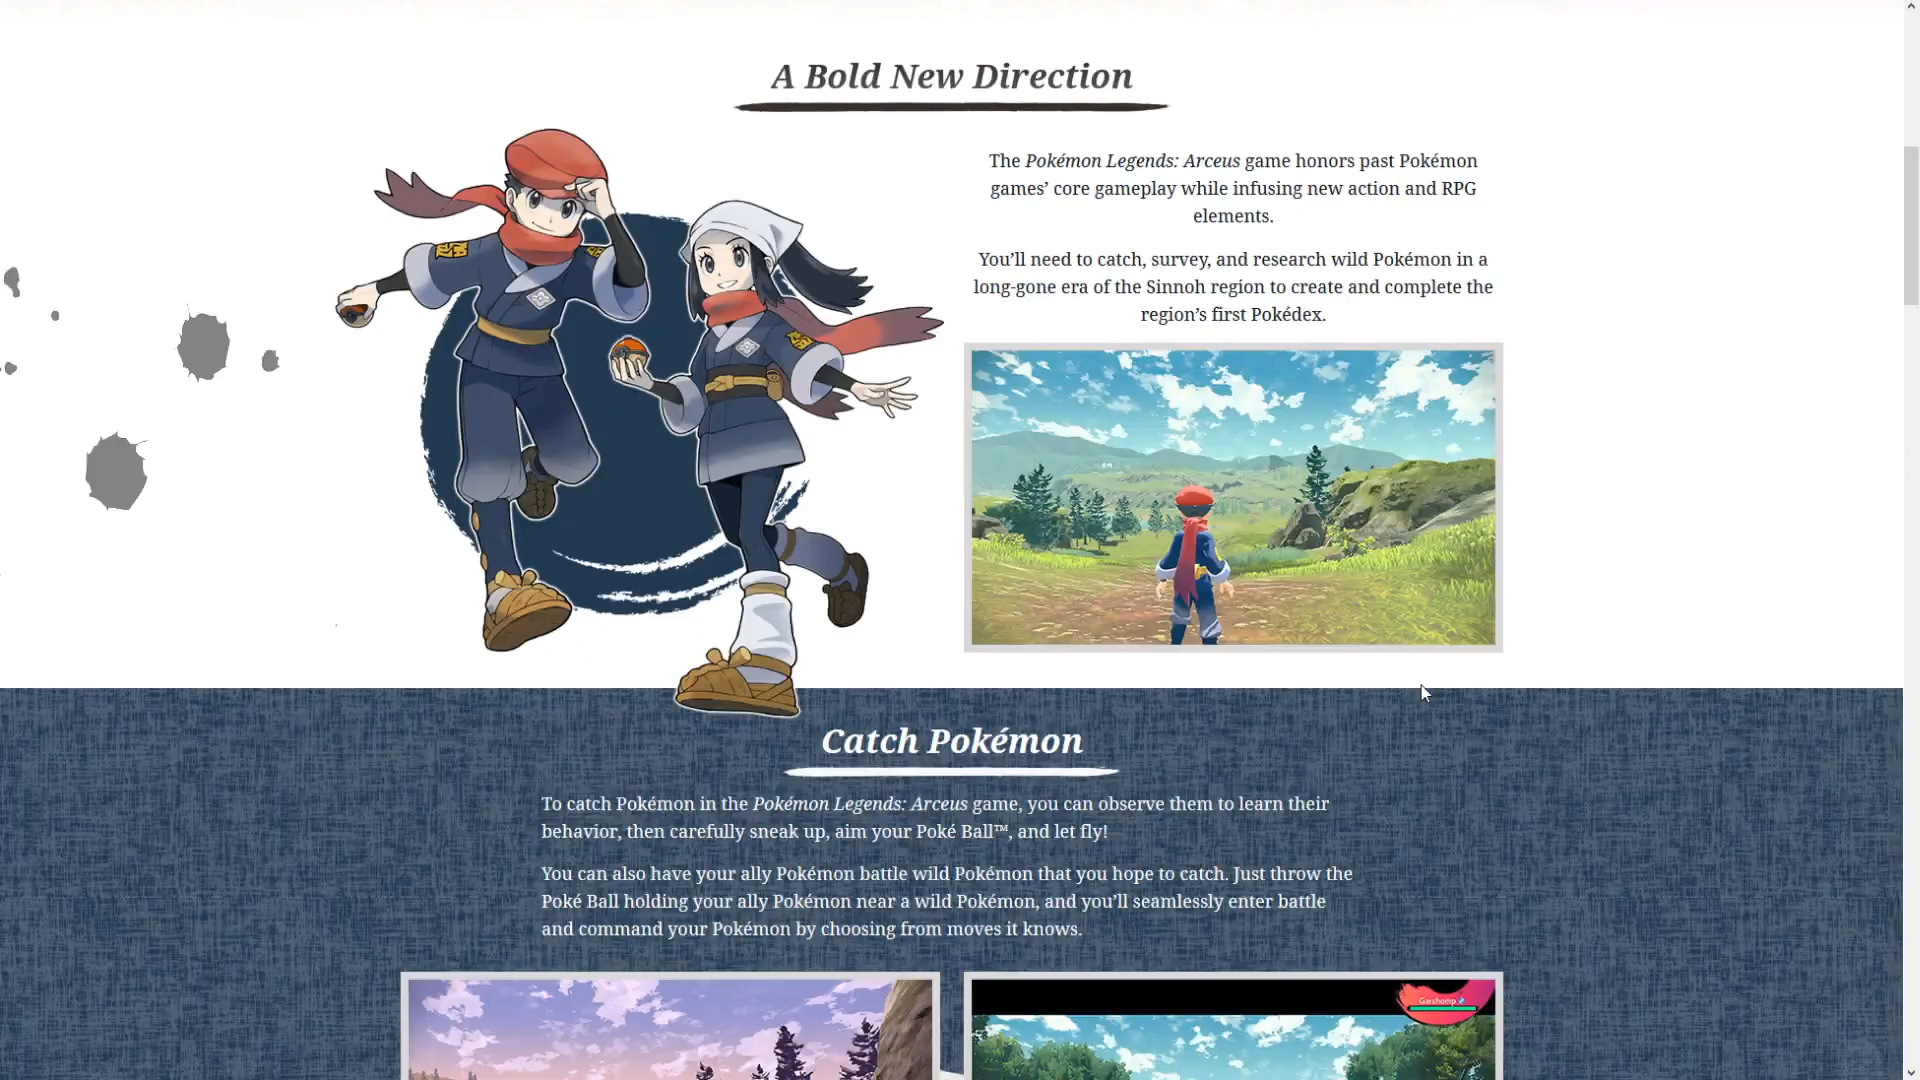 A Bold New Direction
The Pokémon Legends: Arceus game honors past Pokémon
games’ core gameplay while infusing new action and RPG
elements.
You’ll need to catch, survey, and research wild Pokémon in a
long-gone era of the Sinnoh region to create and complete the
region’s first Pokédex.
Catch Pokémon
To catch Pokémon in the Pokémon Legends: Arceus game, you can observe them to learn their
behavior, then carefully sneak up, aim your Poké Ball™, and let fly!
You can also have your ally Pokémon battle wild Pokémon that you hope to catch. Just throw the
Poké Ball holding your ally Pokémon near a wild Pokémon, and you’ll seamlessly enter battle
and command your Pokémon by choosing from moves it knows.
Garchomp